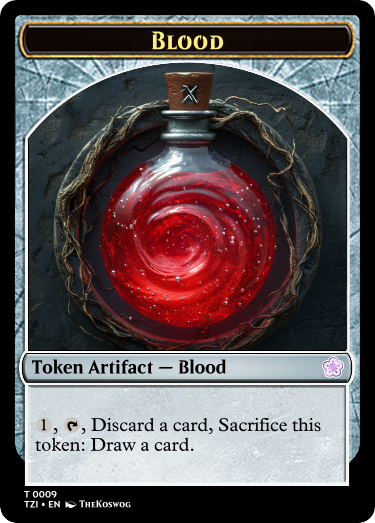 Blood
Token Artifact — Blood
1, T, Discard a card, Sacrifice this
token: Draw a card.
T 0009
TZI • EN TheKoswog